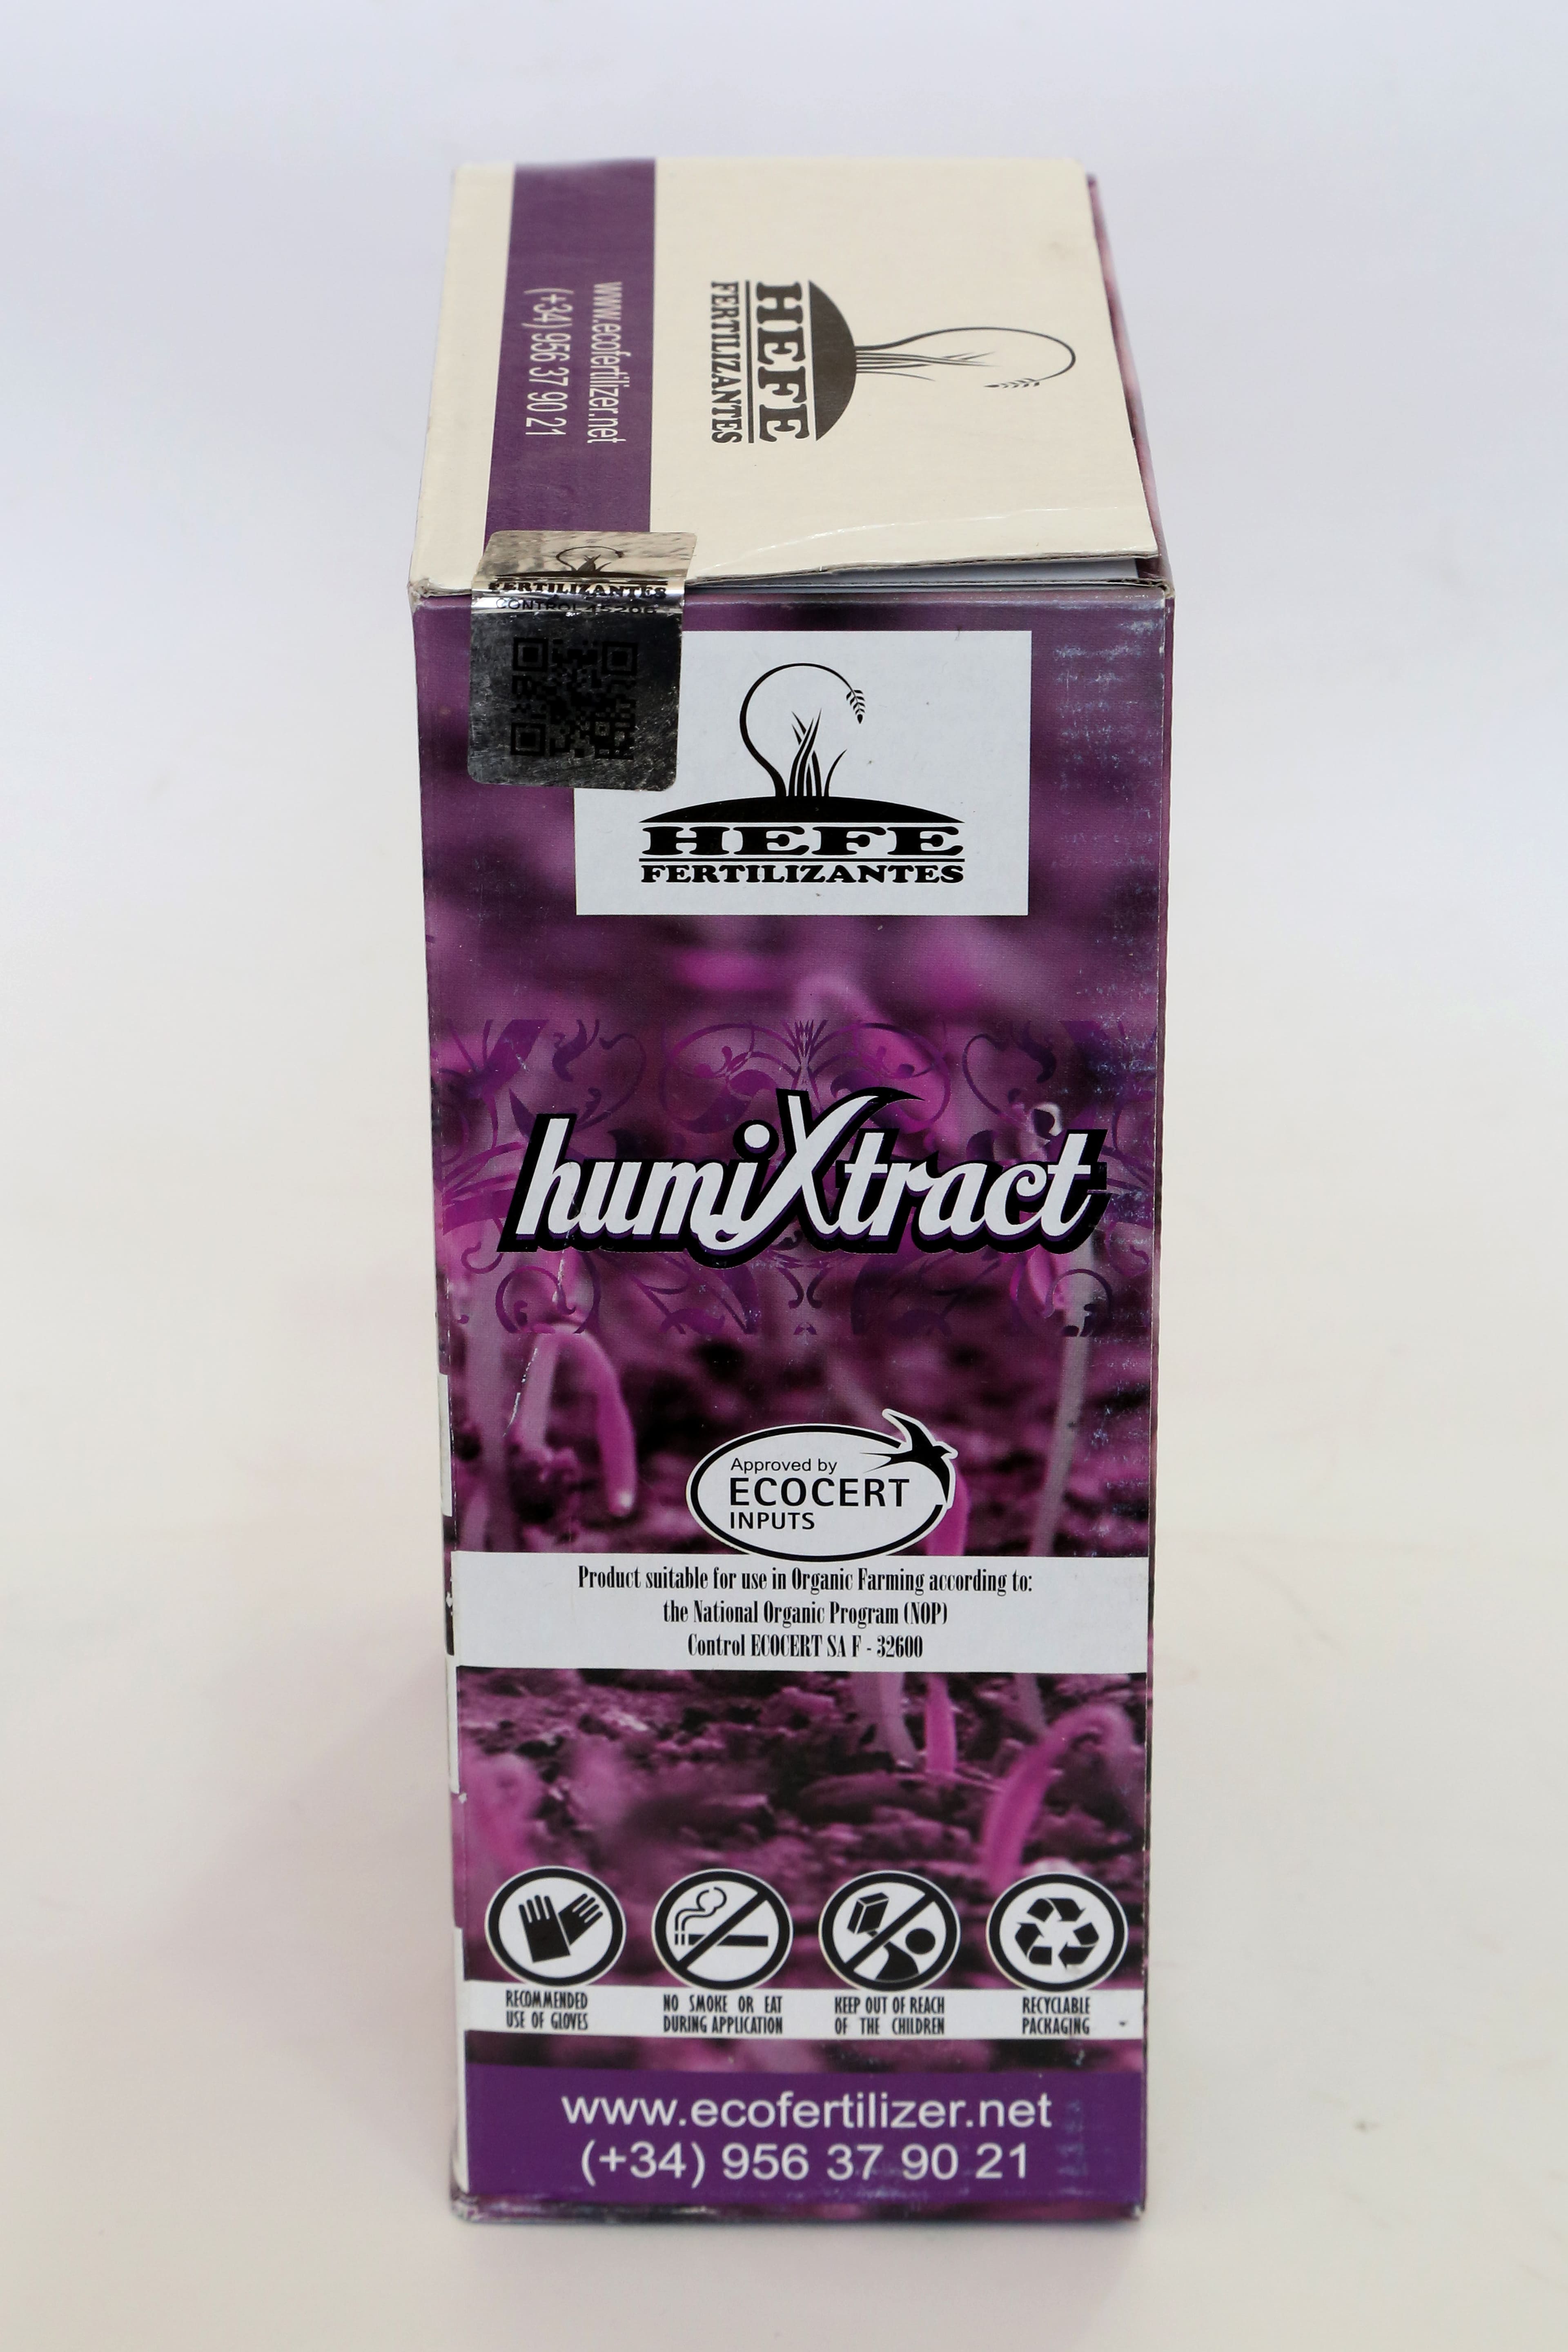 www.ecofertilizer.net
(+34) 956 37 90 21
HEFE
FERTILIZANTES
FERTILIZANTES
CONTROL
HEFE
FERTILIZANTES
humiXtract
Approved by
ECOCERT
INPUTS
Product suitable for use in Organic Farming according to:
the National Organic Program (NOP)
Control ECOCERT SA F - 32600
RECOMMENDED
USE OF GLOVES
NO SMOKE OR EAT
DURING APPLICATION
KEEP OUT OF REACH
OF THE CHILDREN
RECYCLABLE
PACKAGING
www.ecofertilizer.net
(+34) 956 37 90 21